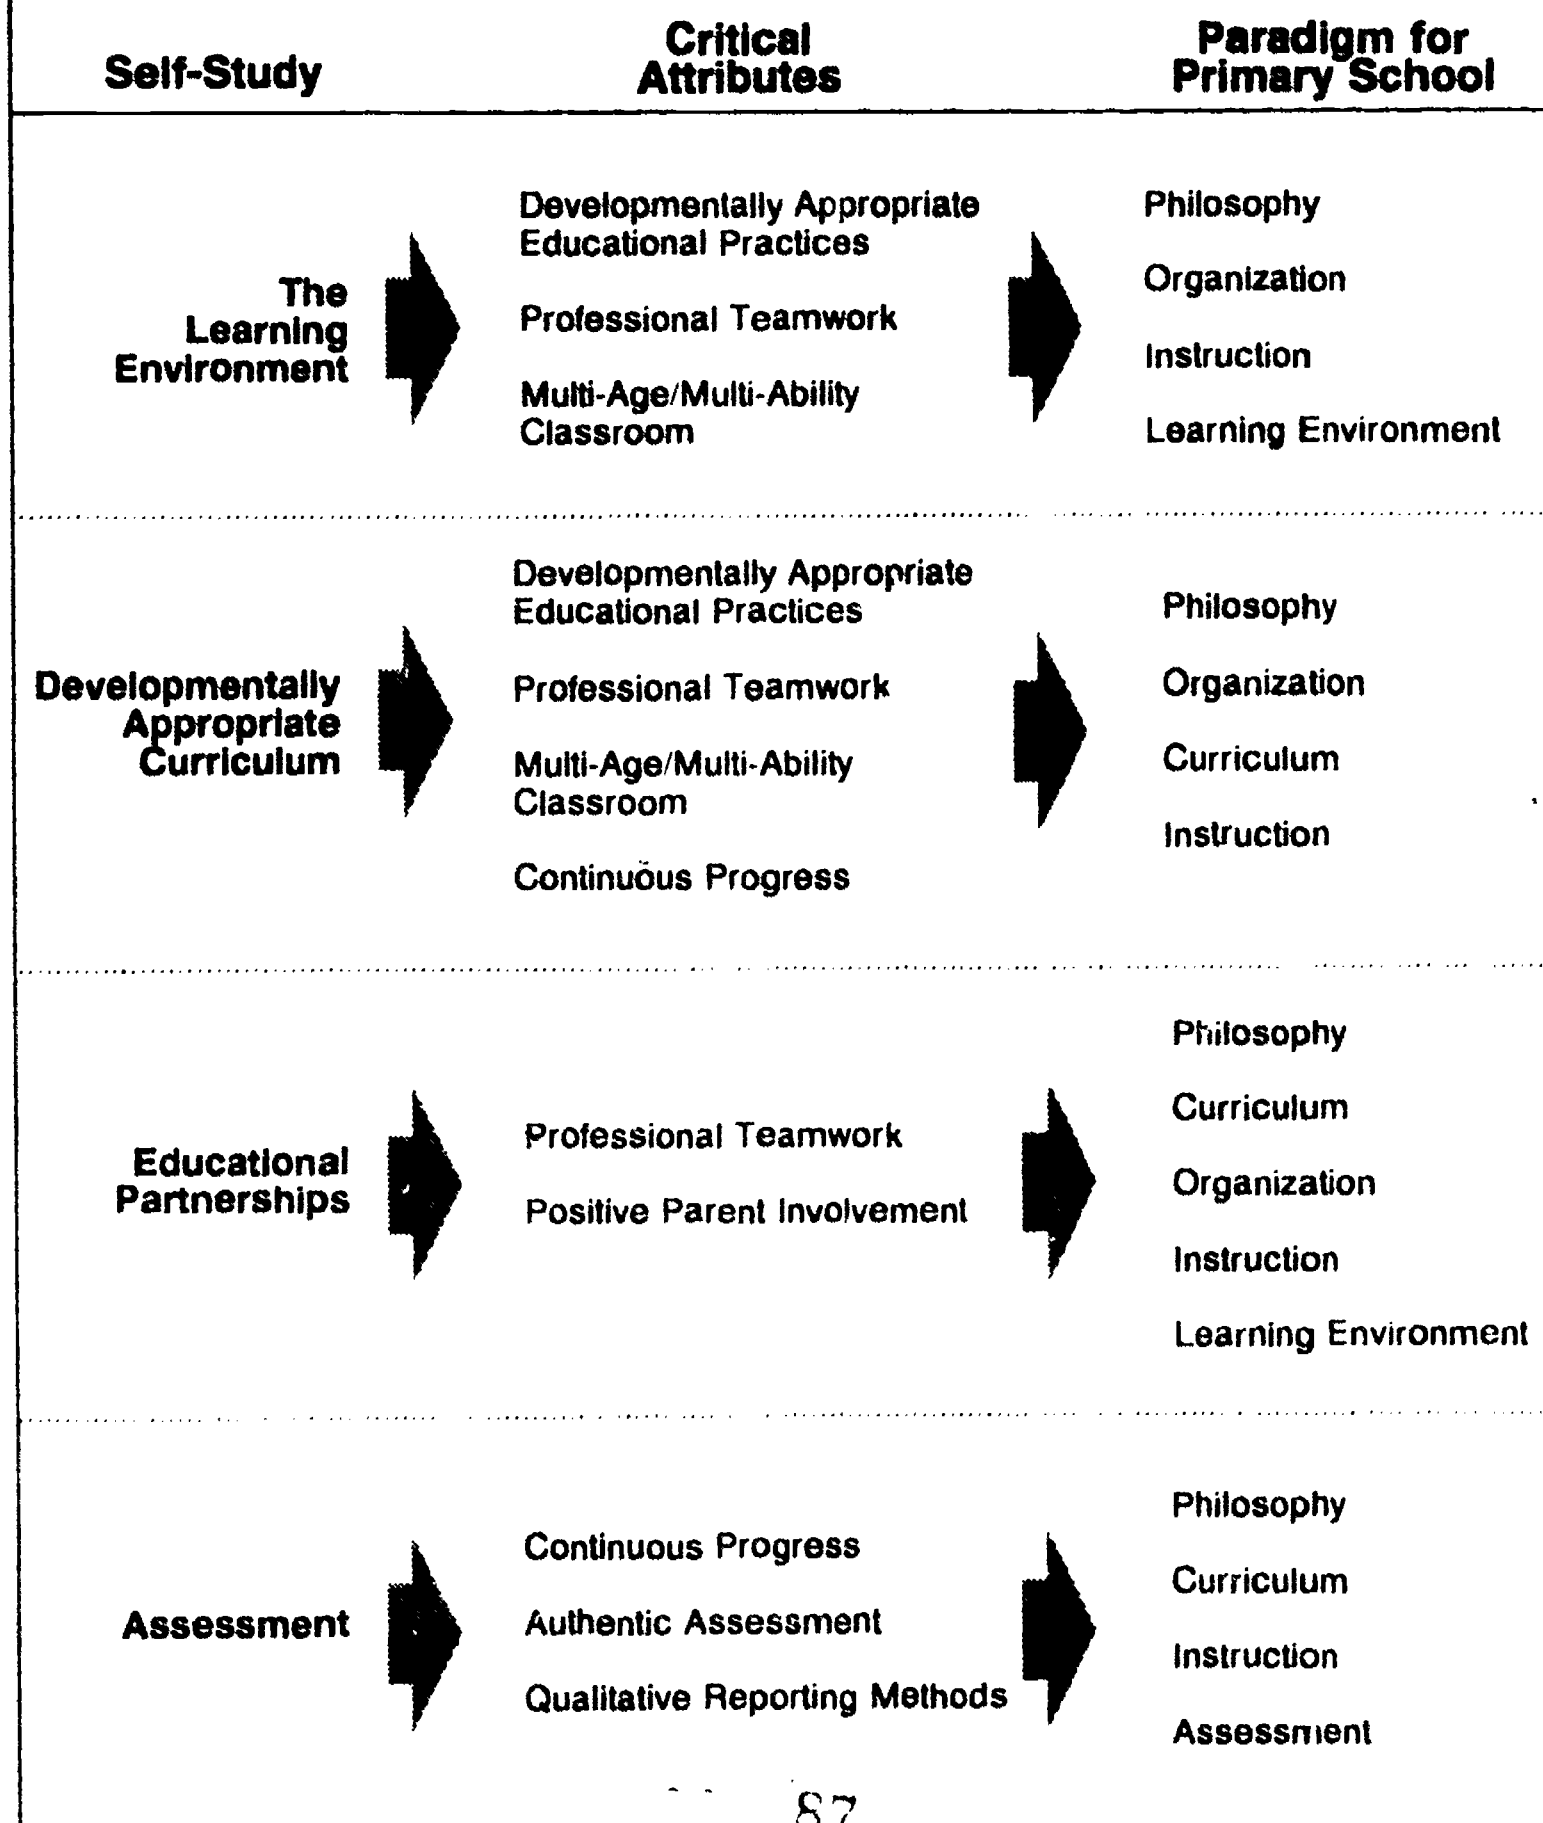 Self-Study
Critical
Attributes
Paradigm for
Primary School
The
Learning
Environment
Developmentally Appropriate
Educational Practices
Professional Teamwork
Multi-Age/Multi-Ability
Classroom
Philosophy
Organization
Instruction
Learning Environment
Developmentally
Appropriate
Curriculum
Developmentally Appropriate
Educational Practices
Professional Teamwork
Multi-Age/Multi-Ability
Classroom
Continuous Progress
Philosophy
Organization
Curriculum
Instruction
Educational
Partnerships
Professional Teamwork
Positive Parent Involvement
Philosophy
Curriculum
Organization
Instruction
Learning Environment
Assessment
Continuous Progress
Authentic Assessment
Qualitative Reporting Methods
Philosophy
Curriculum
Instruction
Assessment
87